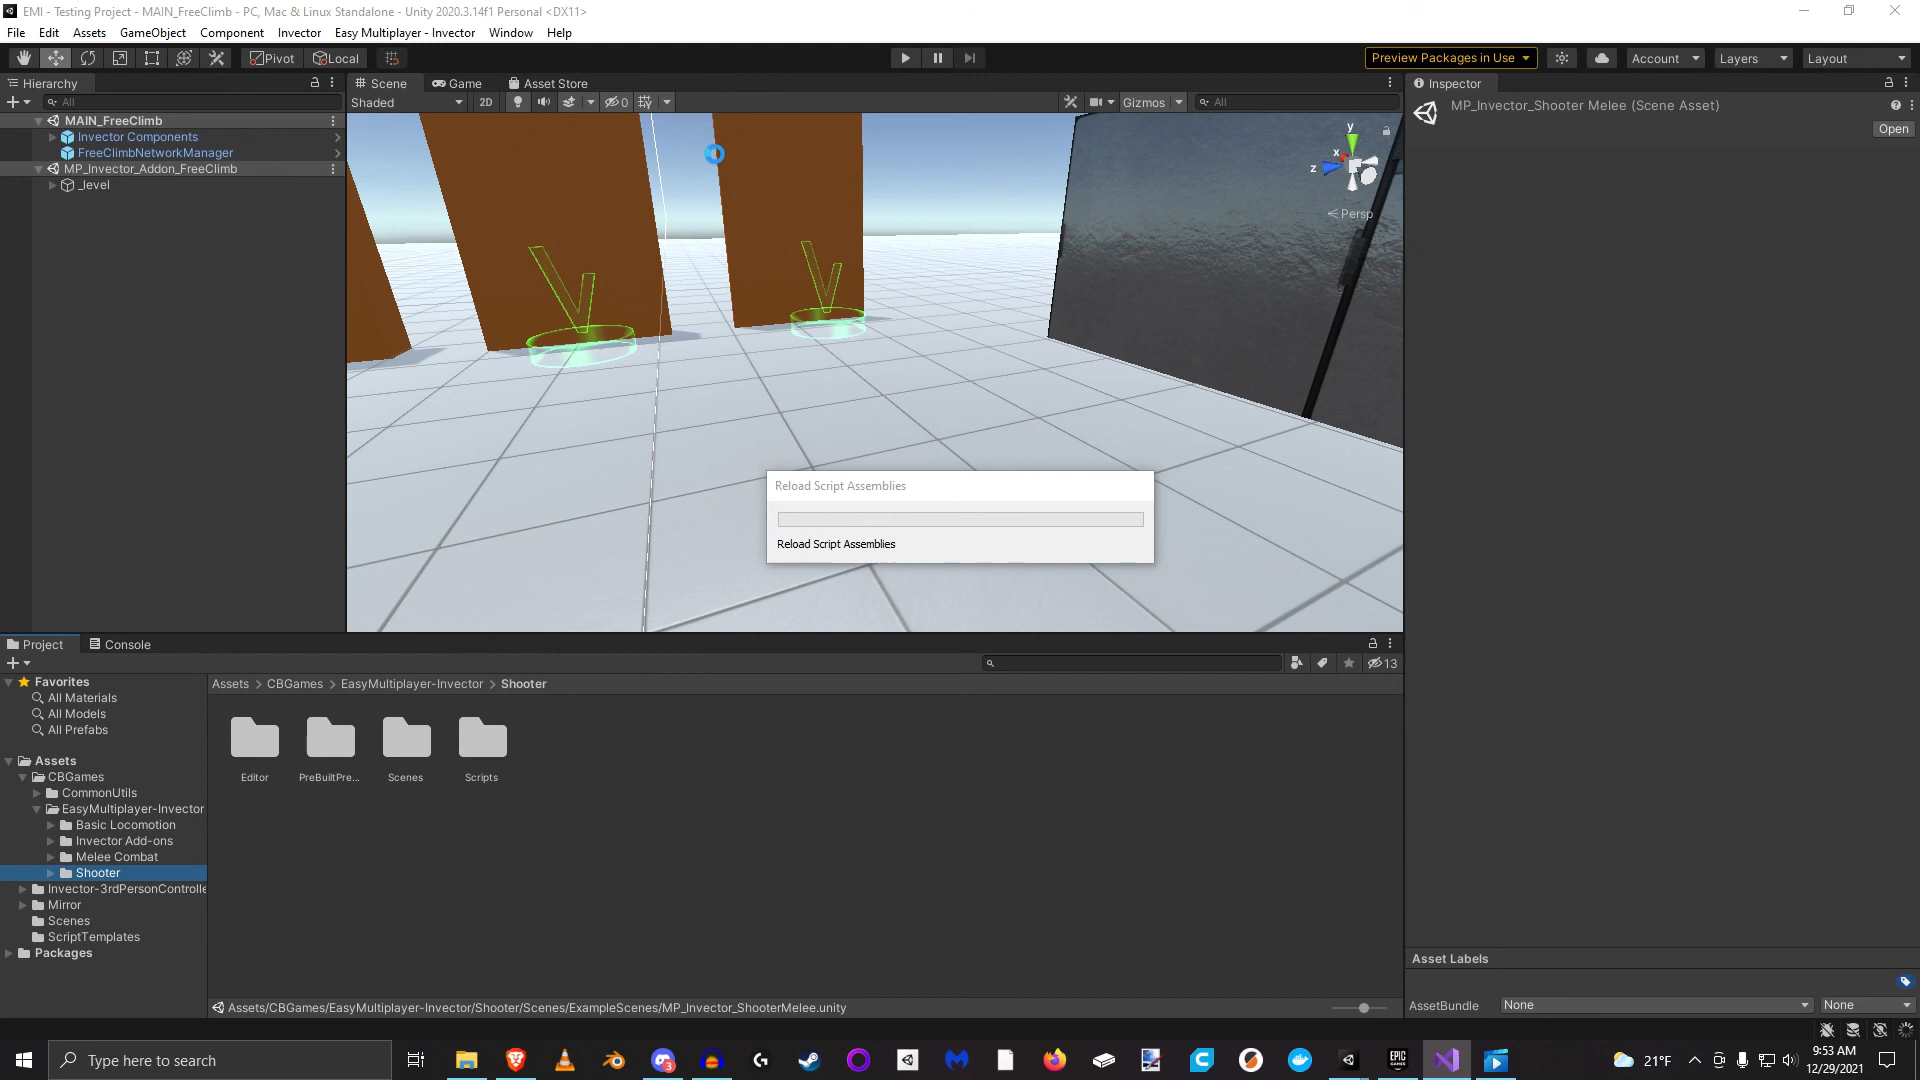 EMI - Testing Project - MAIN_FreeClimb - PC, Mac & Linux Standalone - Unity 2020.3.14f1 Personal <DX11>
File Edit Assets GameObject Component Invector Easy Multiplayer - Invector Window Help
Pivot Local Preview Packages in Use Account Layers Layout
Hierarchy Scene Game Asset Store Inspector
All Shaded 2D 0 Gizmos All
MP_Invector_Shooter Melee (Scene Asset)
Open
MAIN_FreeClimb
Invector Components
FreeClimbNetworkManager
MP_Invector_Addon_FreeClimb
_level
y
x
z
Persp
Reload Script Assemblies
Reload Script Assemblies
Project Console
13
Favorites
All Materials
All Models
All Prefabs
Assets
CBGames
CommonUtils
EasyMultiplayer-Invector
Basic Locomotion
Invector Add-ons
Melee Combat
Shooter
Invector-3rdPersonControlle
Mirror
Scenes
ScriptTemplates
Packages
Assets > CBGames > EasyMultiplayer-Invector > Shooter
Editor PreBuiltPre... Scenes Scripts
Assets/CBGames/EasyMultiplayer-Invector/Shooter/Scenes/ExampleScenes/MP_Invector_ShooterMelee.unity
Asset Labels
AssetBundle None None
Type here to search
3
EPIC GAMES
21°F
9:53 AM
12/29/2021